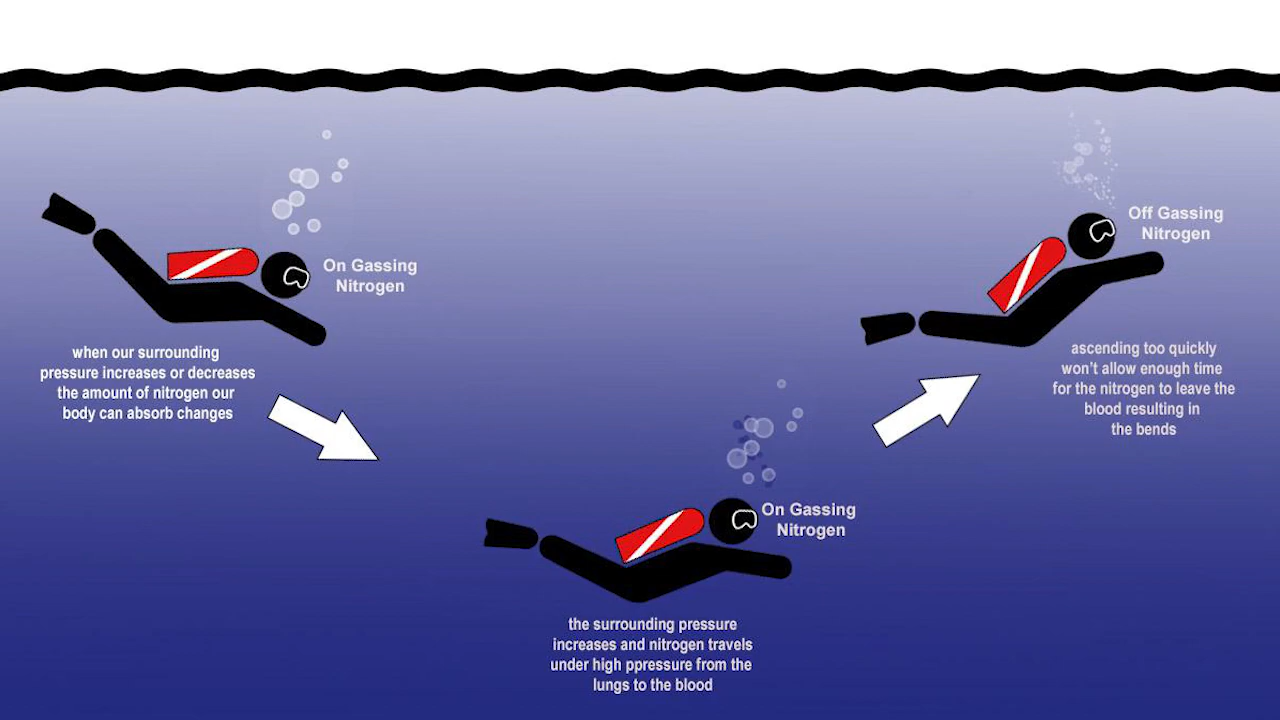 On Gassing
Nitrogen
when our surrounding
pressure increases or decreases
the amount of nitrogen our
body can absorb changes
On Gassing
Nitrogen
the surrounding pressure
increases and nitrogen travels
under high ppressure from the
lungs to the blood
Off Gassing
Nitrogen
ascending too quickly
won't allow enough time
for the nitrogen to leave the
blood resulting in
the bends